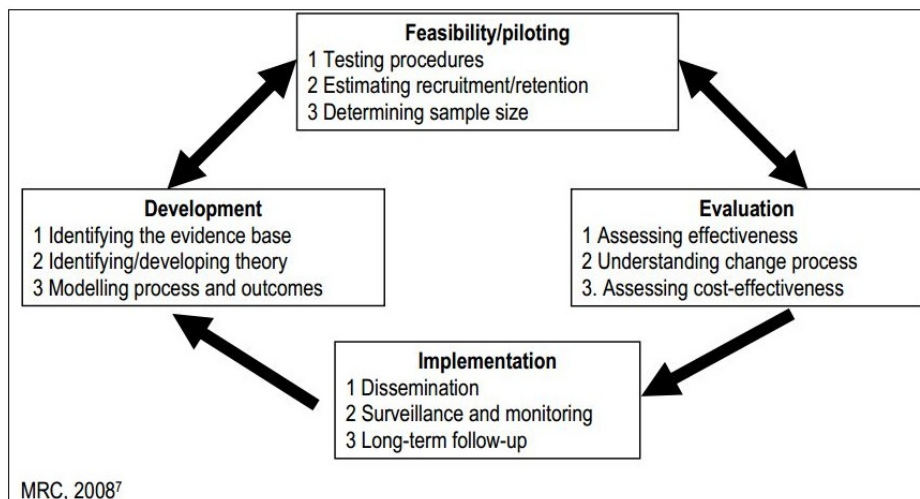 Feasibility/piloting
1 Testing procedures
2 Estimating recruitment/retention
3 Determining sample size
Development
1 Identifying the evidence base
2 Identifying/developing theory
3 Modelling process and outcomes
Evaluation
1 Assessing effectiveness
2 Understanding change process
3. Assessing cost-effectiveness
Implementation
1 Dissemination
2 Surveillance and monitoring
3 Long-term follow-up
MRC, 2008⁷